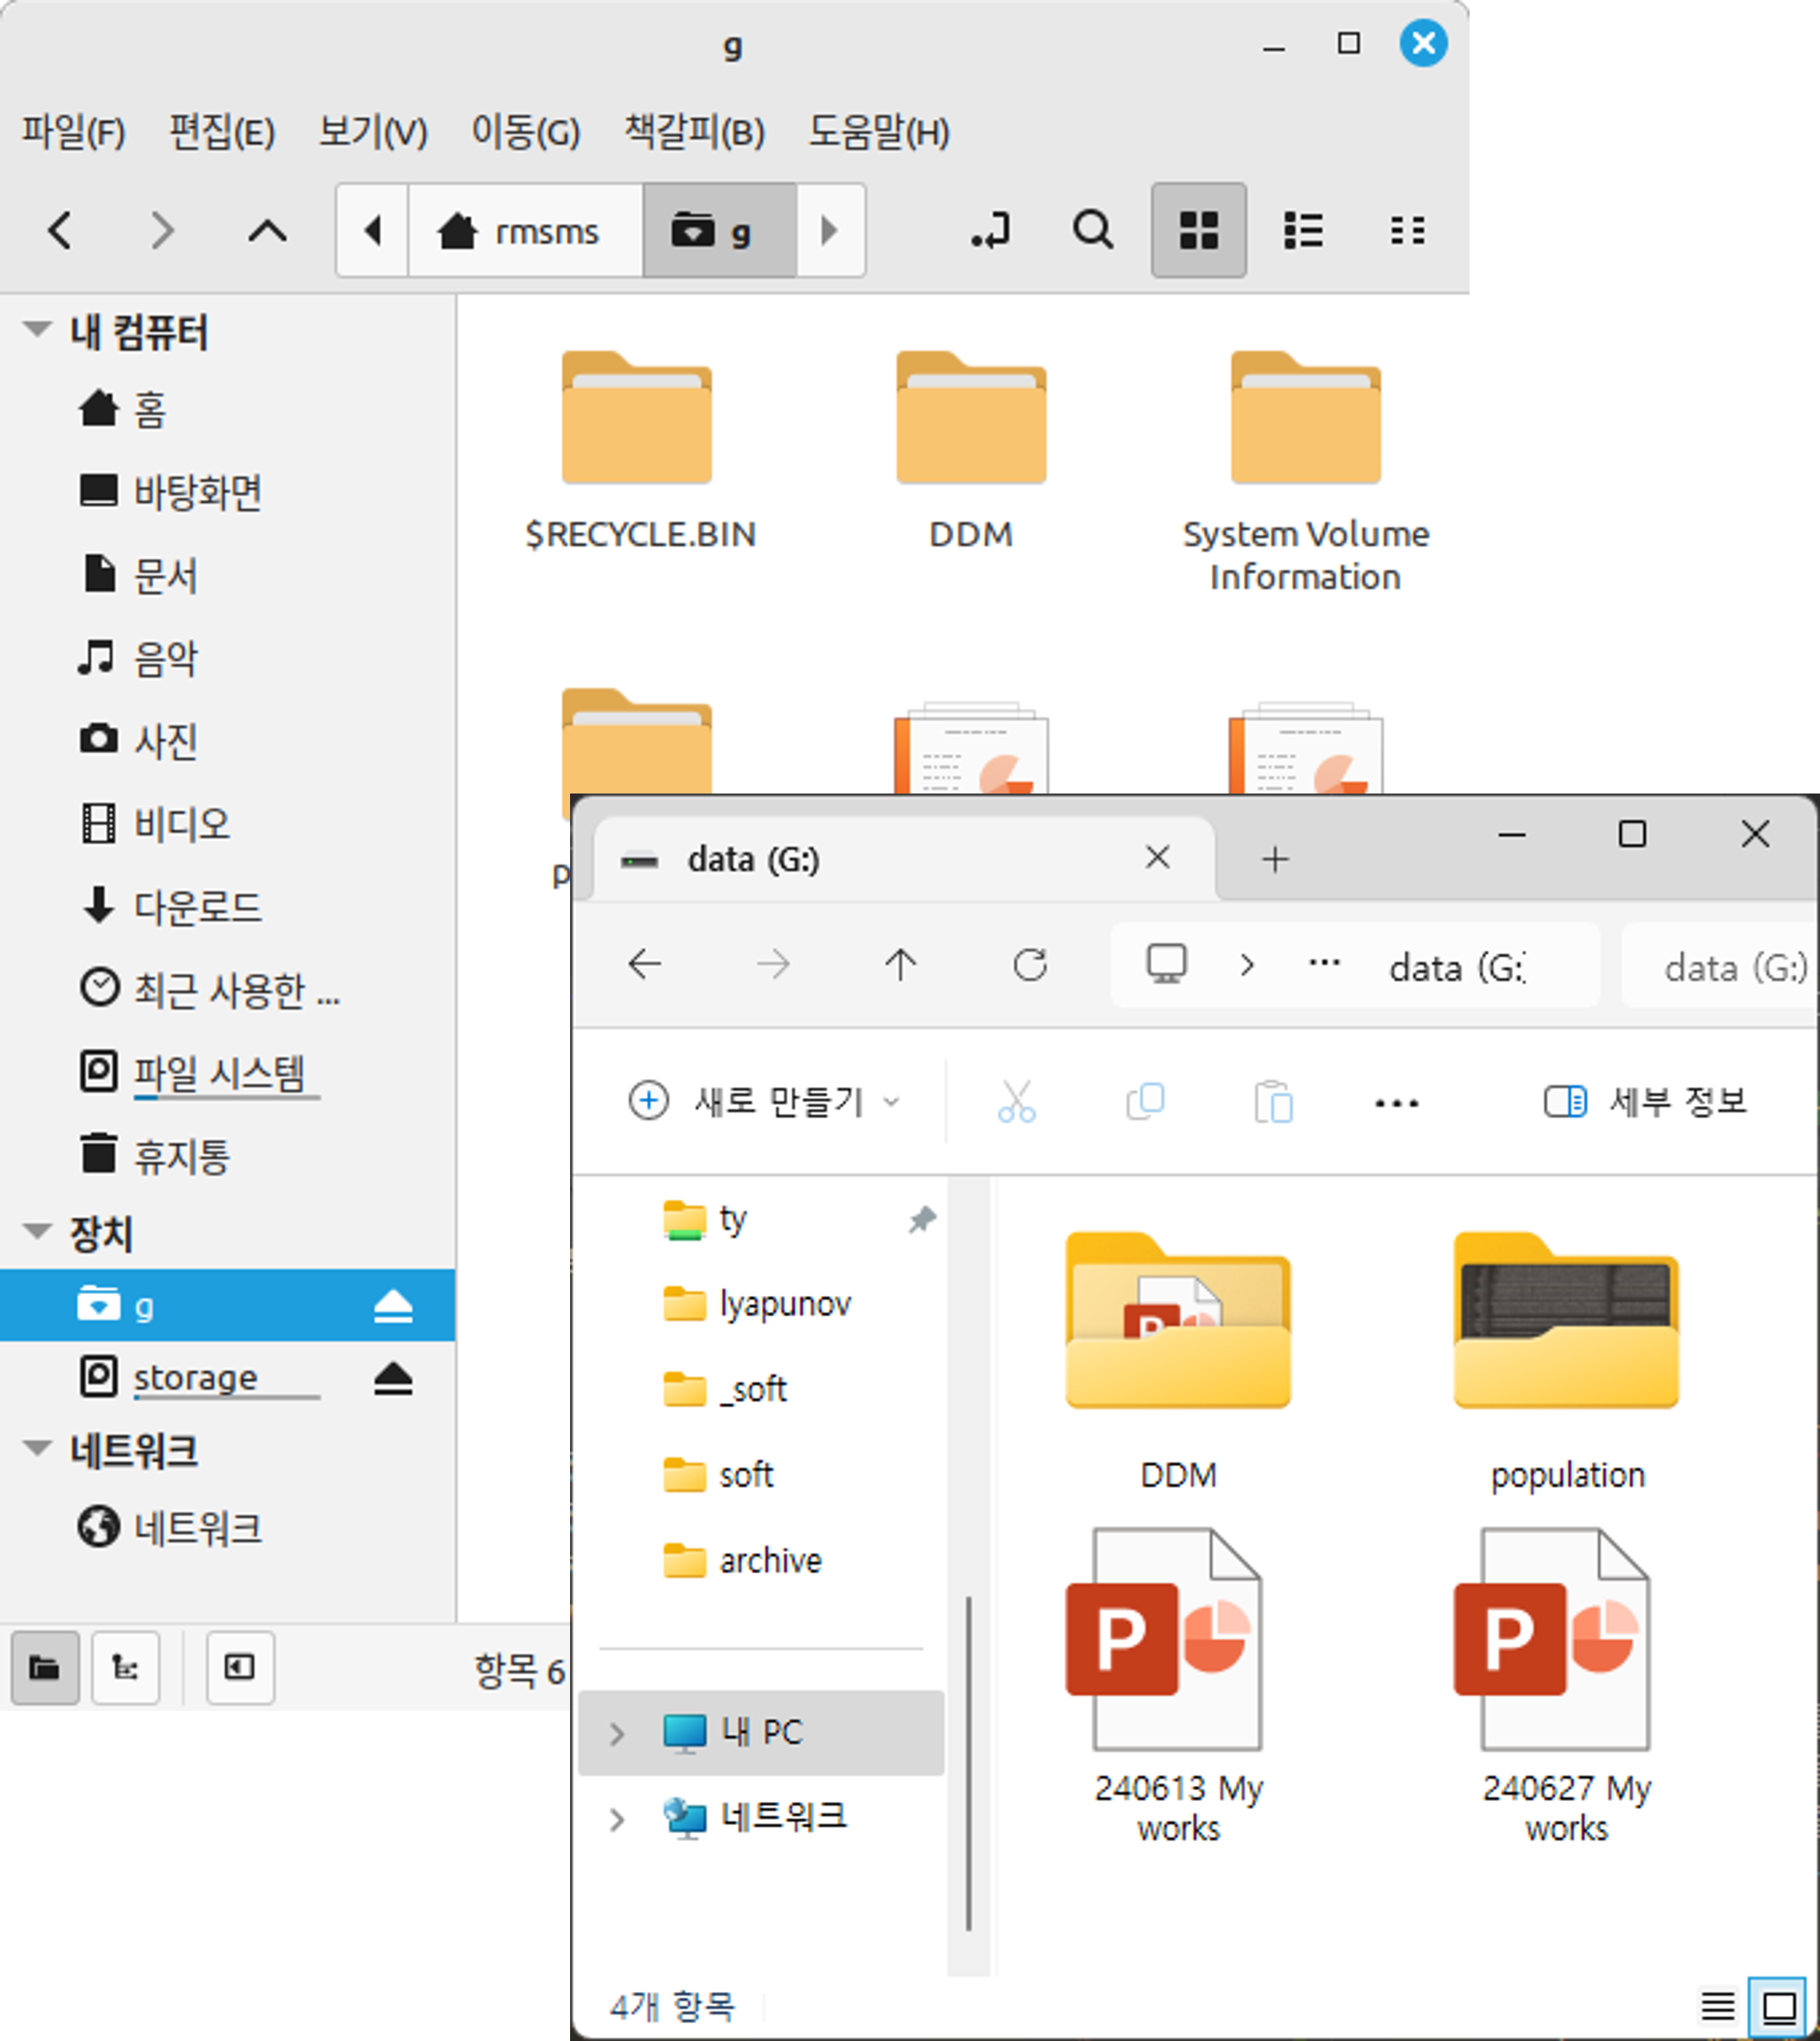 g
파일(F) 편집(E) 보기(V) 이동(G) 책갈피(B) 도움말(H)
rmsms g
내 컴퓨터
홈
바탕화면
문서
음악
사진
비디오
다운로드
최근 사용한 ...
파일 시스템
휴지통
장치
g
storage
네트워크
네트워크
항목 6
$RECYCLE.BIN
DDM
System Volume
Information
p
data (G:)
data (G:
data (G:)
새로 만들기
세부 정보
ty
lyapunov
_soft
soft
archive
내 PC
네트워크
DDM
population
P
P
P
240613 My
works
240627 My
works
4개 항목